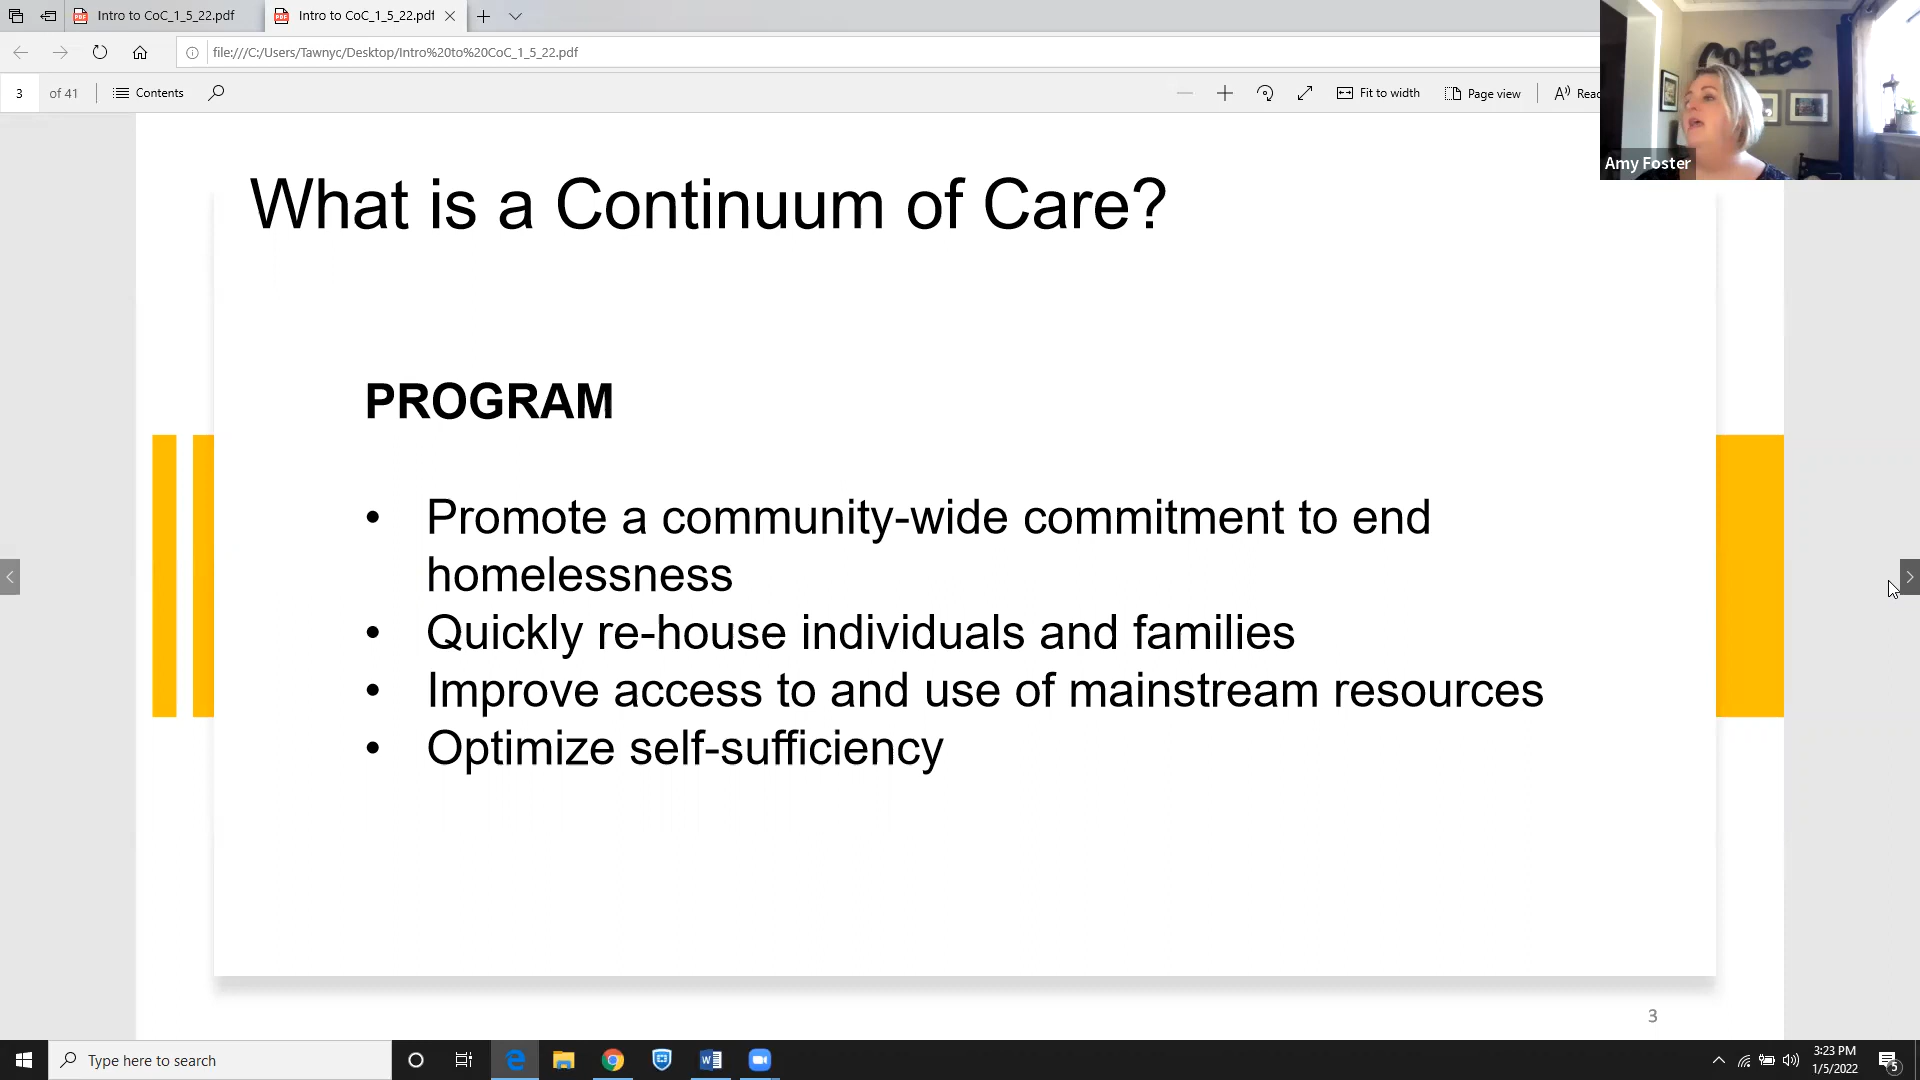 Intro to CoC_1_5_22.pdf
Intro to CoC_1_5_22.pdf
file:///C:/Users/Tawnyc/Desktop/Intro%20to%20CoC_1_5_22.pdf
3 of 41 Contents Fit to width Page view A Reac
Coffee
Amy Foster
What is a Continuum of Care?
PROGRAM
• Promote a community-wide commitment to end
homelessness
• Quickly re-house individuals and families
• Improve access to and use of mainstream resources
• Optimize self-sufficiency
3
Type here to search
3:23 PM
1/5/2022
5